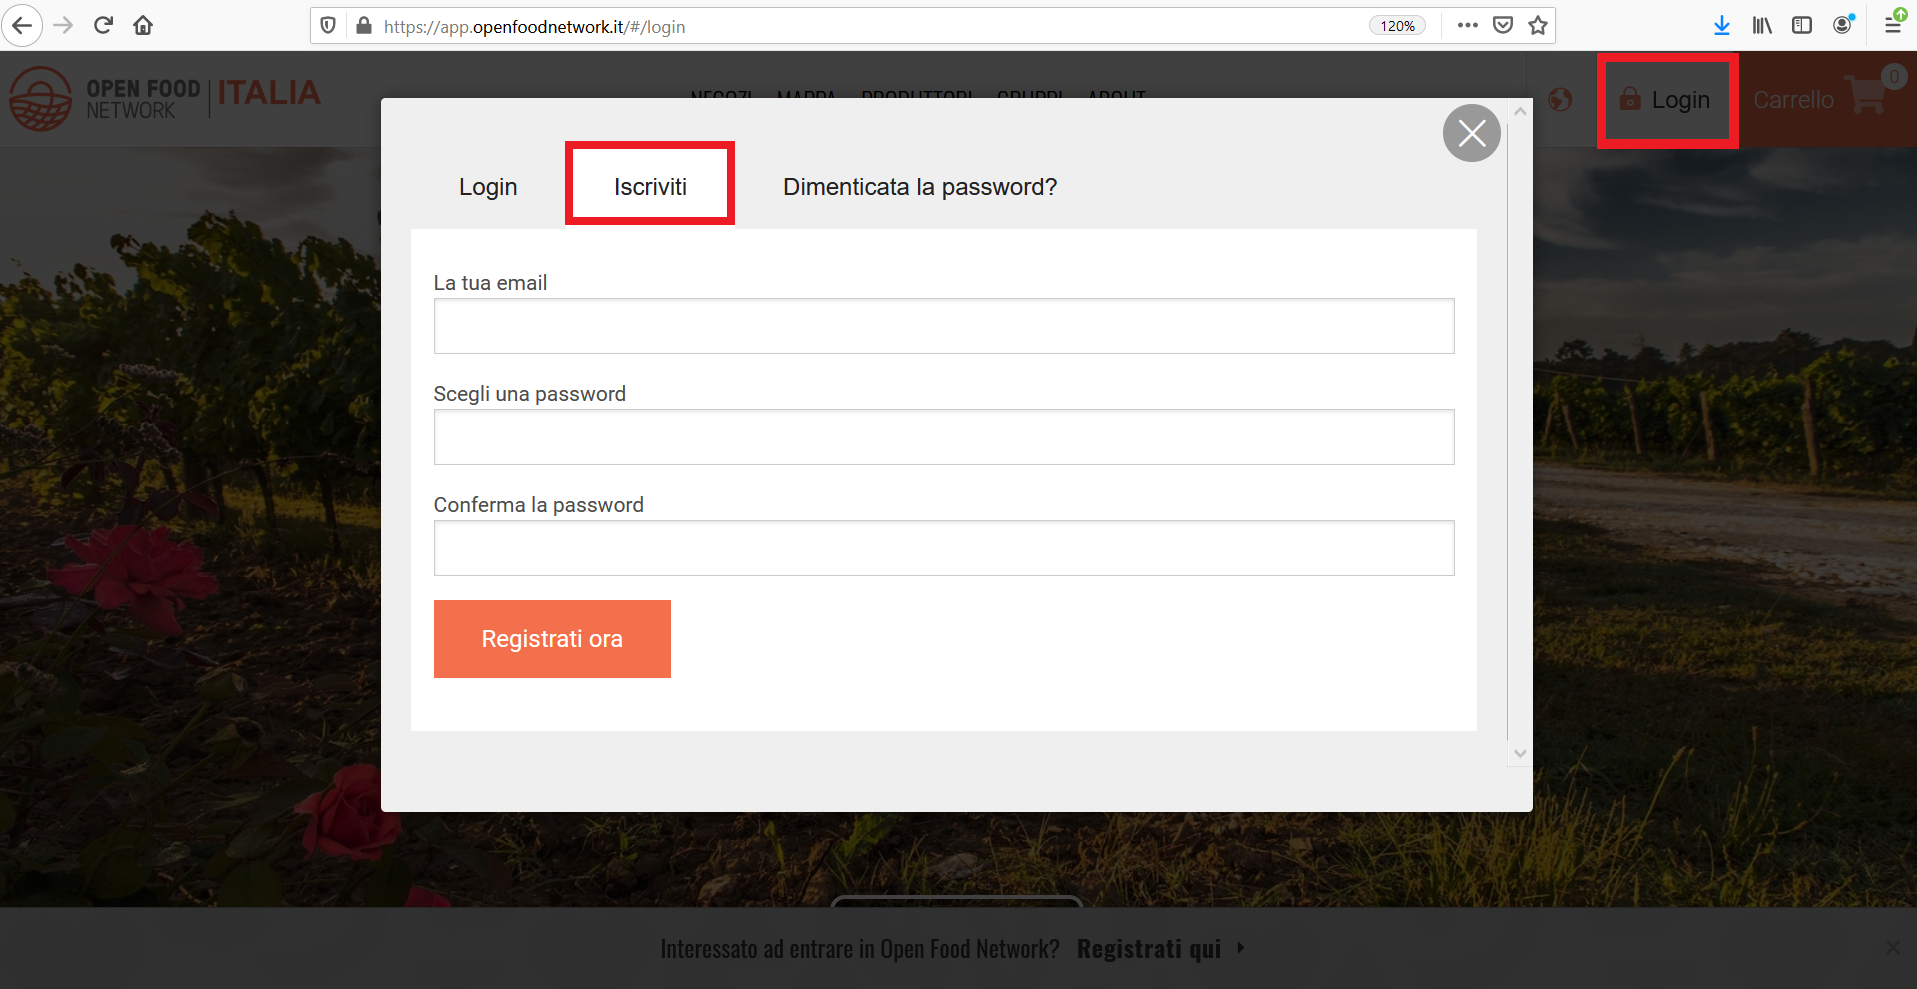 https://app.openfoodnetwork.it/#/login
120%
OPEN FOOD NETWORK | ITALIA
NEGOZI MAPPA PRODUTTORI GRUPPI ABOUT
Login
Carrello
0
Login
Iscriviti
Dimenticata la password?
La tua email
Scegli una password
Conferma la password
Registrati ora
Interessato ad entrare in Open Food Network? Registrati qui